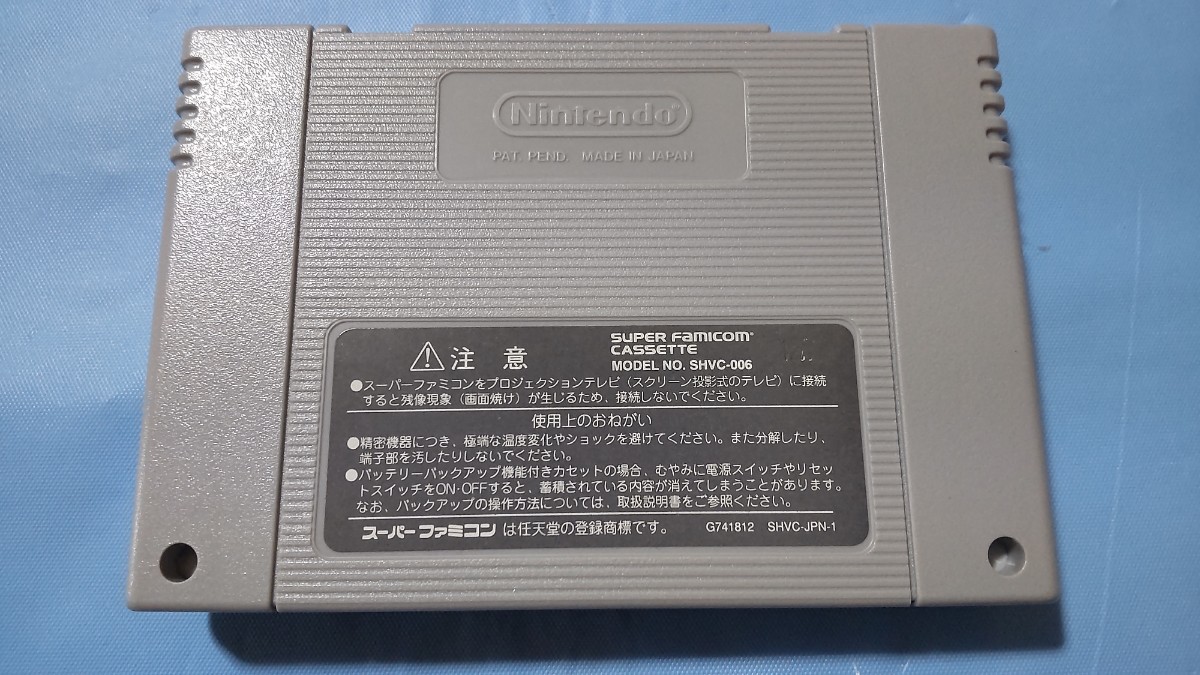 Nintendo®
PAT. PEND. MADE IN JAPAN
⚠注意
SUPER FAMICOM™
CASSETTE
MODEL NO. SHVC-006
●スーパーファミコンをプロジェクションテレビ（スクリーン投影式のテレビ）に接続
すると残像現象（画面焼け）が生じるため、接続しないでください。
使用上のおねがい
●精密機器につき、極端な温度変化やショックを避けてください。また分解したり、
端子部を汚したりしないでください。
●バッテリーバックアップ機能付きカセットの場合、むやみに電源スイッチやリセッ
トスイッチをON・OFFすると、蓄積されている内容が消えてしまうことがあります。
なお、バックアップの操作方法については、取扱説明書をご参照ください。
スーパーファミコンは任天堂の登録商標です。
G741812 SHVC-JPN-1